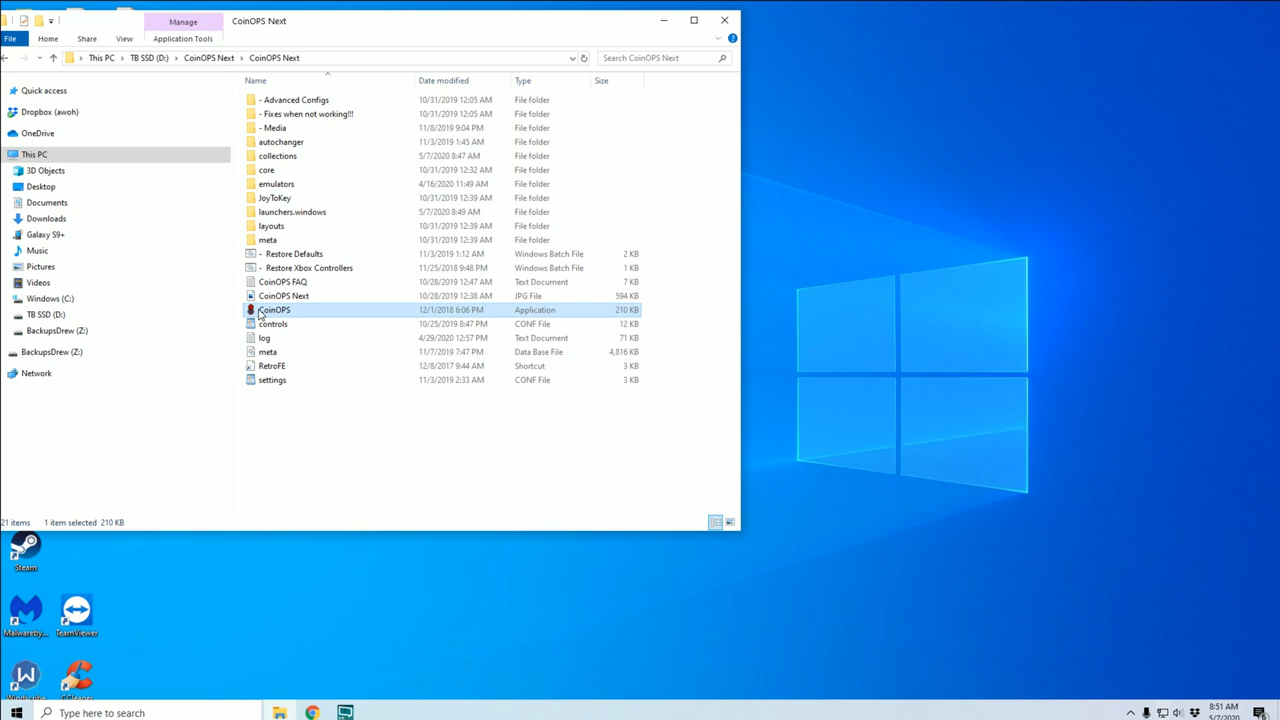 Manage
CoinOPS Next
File Home Share View Application Tools
This PC > TB SSD (D:) > CoinOPS Next > CoinOPS Next
Search CoinOPS Next
Quick access
Dropbox (awoh)
OneDrive
This PC
3D Objects
Desktop
Documents
Downloads
Galaxy S9+
Music
Pictures
Videos
Windows (C:)
TB SSD (D:)
BackupsDrew (Z:)
BackupsDrew (Z:)
Network
Name Date modified Type Size
- Advanced Configs 10/31/2019 12:05 AM File folder
- Fixes when not working!!! 10/31/2019 12:05 AM File folder
- Media 11/8/2019 9:04 PM File folder
autochanger 11/3/2019 1:45 AM File folder
collections 5/7/2020 8:47 AM File folder
core 10/31/2019 12:32 AM File folder
emulators 4/16/2020 11:49 AM File folder
JoyToKey 10/31/2019 12:39 AM File folder
launchers.windows 5/7/2020 8:49 AM File folder
layouts 10/31/2019 12:39 AM File folder
meta 10/31/2019 12:39 AM File folder
- Restore Defaults 11/3/2019 1:12 AM Windows Batch File 2 KB
- Restore Xbox Controllers 11/25/2018 9:48 PM Windows Batch File 1 KB
CoinOPS FAQ 10/28/2019 12:47 AM Text Document 7 KB
CoinOPS Next 10/28/2019 12:38 AM JPG File 594 KB
CoinOPS 12/1/2018 6:06 PM Application 210 KB
controls 10/25/2019 8:47 PM CONF File 12 KB
log 4/29/2020 12:57 PM Text Document 71 KB
meta 11/7/2019 7:47 PM Data Base File 4,816 KB
RetroFE 12/8/2017 9:44 AM Shortcut 3 KB
settings 11/3/2019 2:33 AM CONF File 3 KB
21 items 1 item selected 210 KB
Steam
Malwareby...
TeamViewer
Type here to search
8:51 AM
5/7/2020